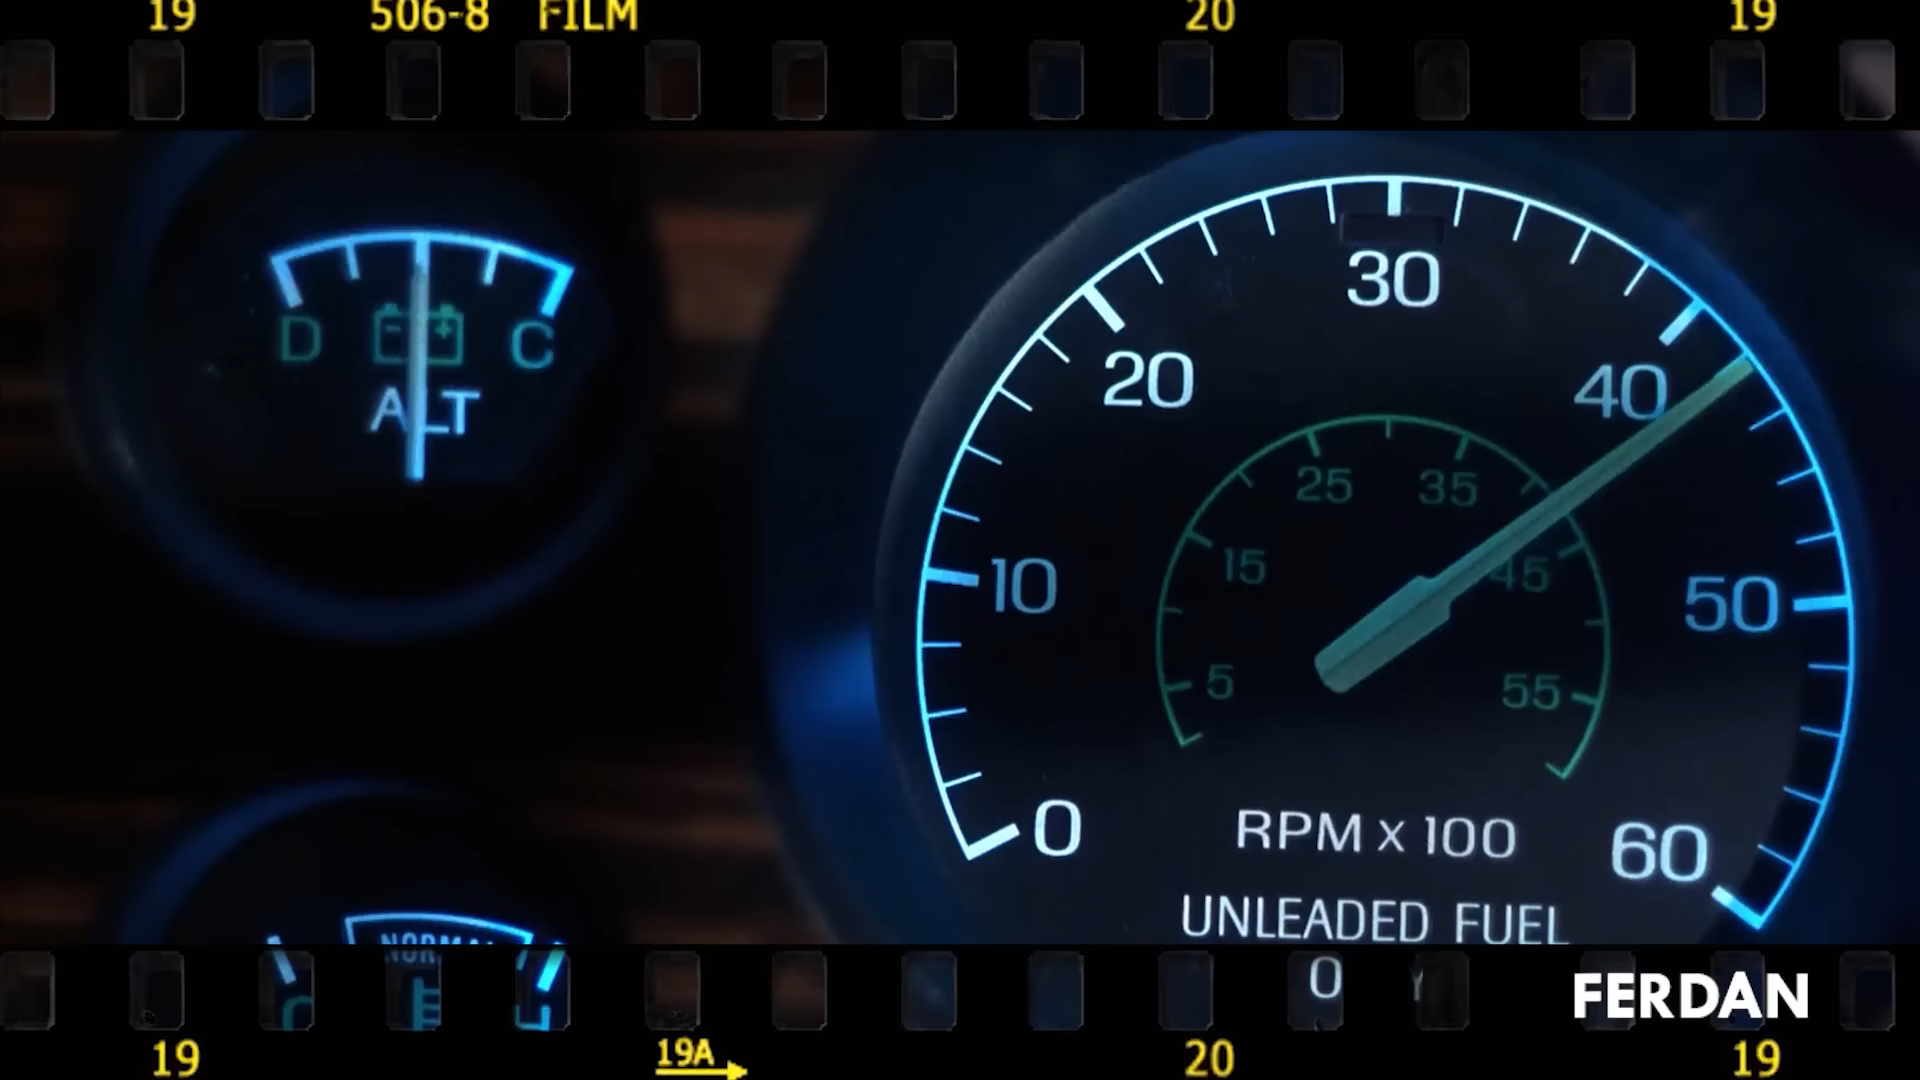 19 506-8 FILM 20 19
D C
ALT
0 10 20 30 40 50 60
5 15 25 35 45 55
RPM x 100
UNLEADED FUEL
NORMAL
FERDAN
19 19A 20 19